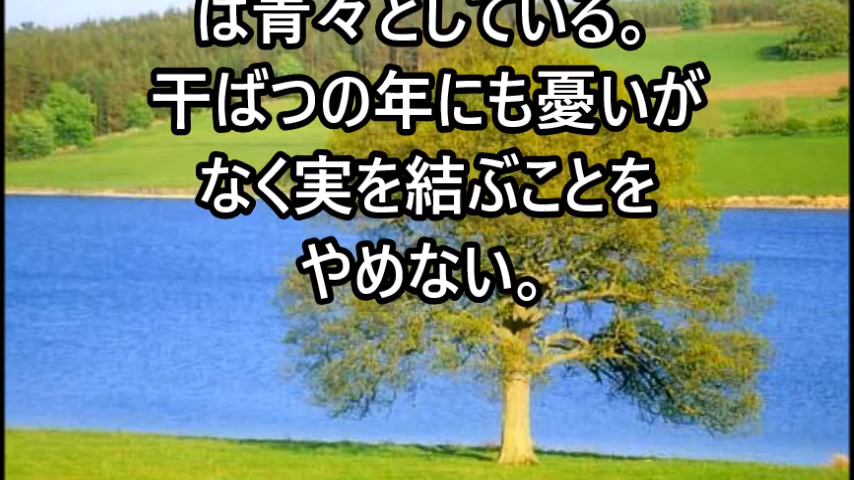 は青々としている。
干ばつの年にも憂いが
なく実を結ぶことを
やめない。